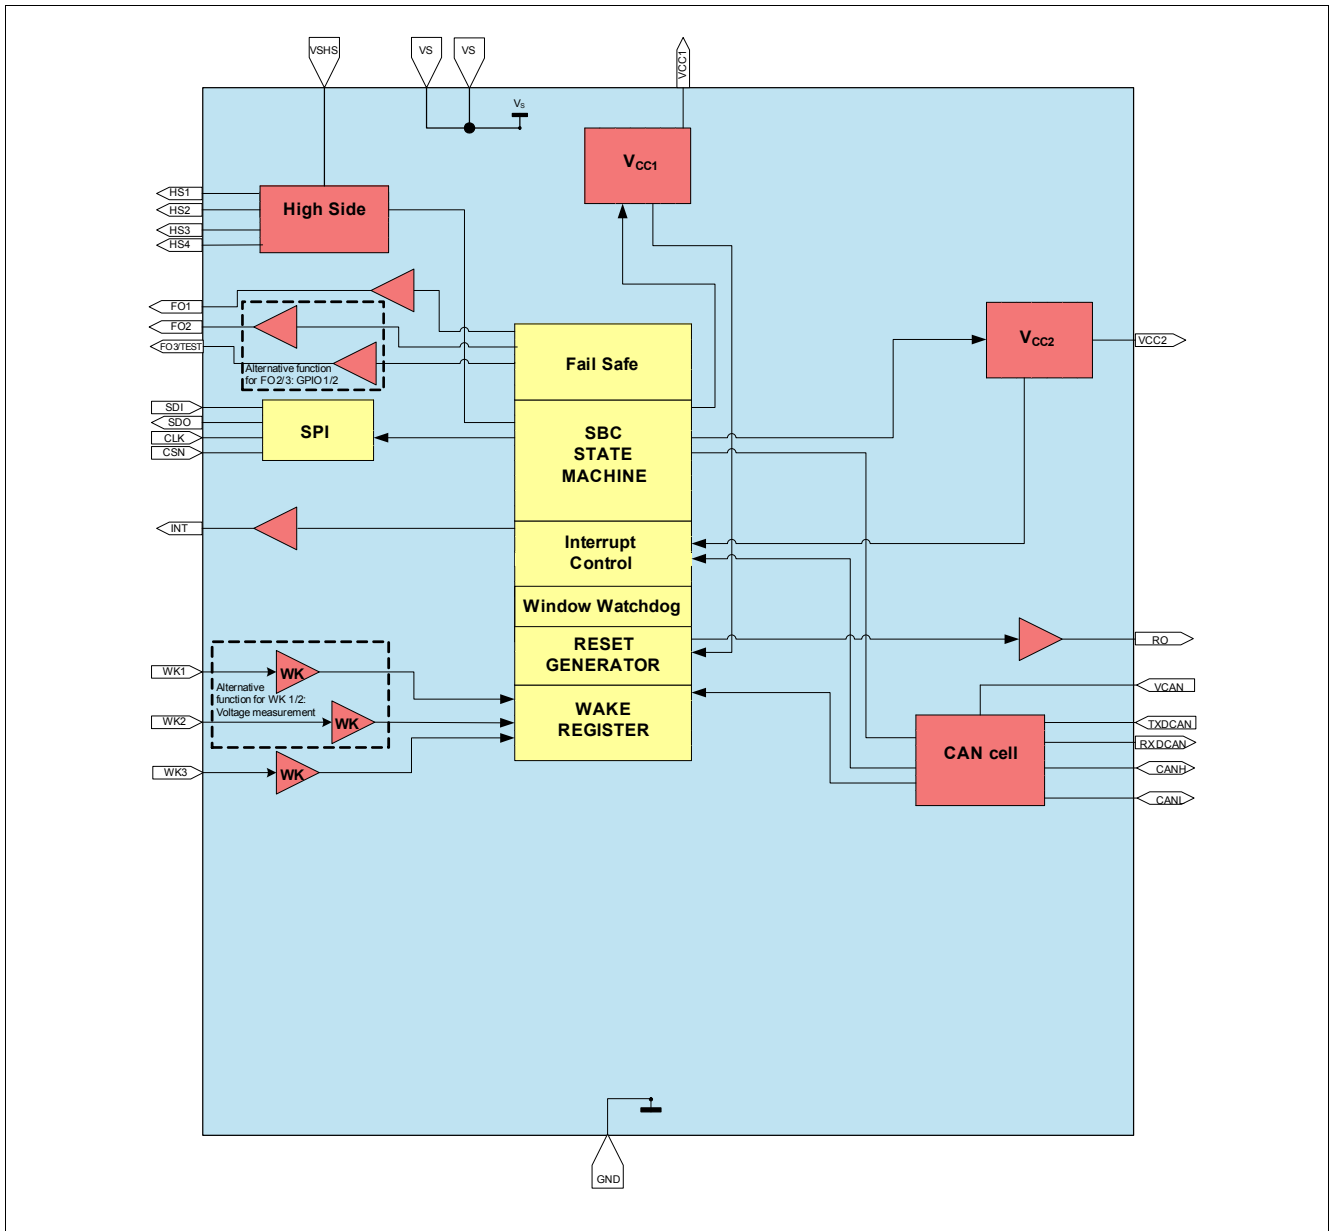 VSHS
VS
VS
VCC1
Vs
VCC1
HS1
HS2
HS3
HS4
High Side
FO1
FO2
FO3/TEST
Alternative function
for FO2/3: GPIO1/2
Fail Safe
VCC2
VCC2
SDI
SDO
CLK
CSN
SPI
SBC
STATE
MACHINE
INT
Interrupt
Control
Window Watchdog
RESET
GENERATOR
RO
WK1
WK2
WK3
WK
WK
WK
Alternative
function for WK 1/2:
Voltage measurement
WAKE
REGISTER
VCAN
TXDCAN
RXDCAN
CANH
CANL
CAN cell
GND